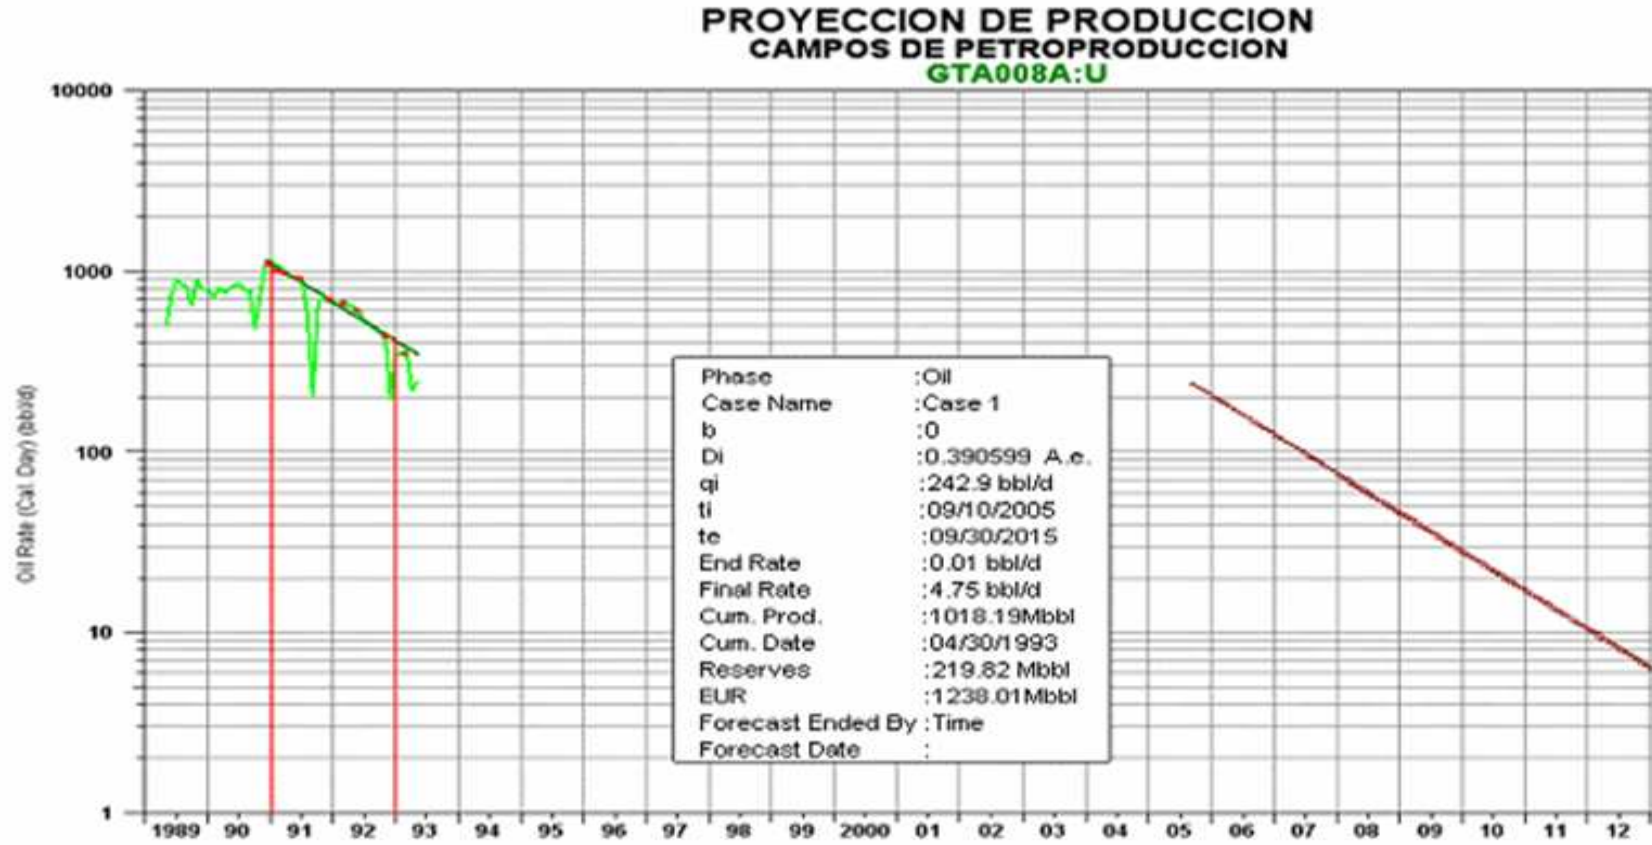 PROYECCION DE PRODUCCION
CAMPOS DE PETROPRODUCCION
GTA008A:U
10000
1000
100
10
1
Oil Rate (Cal. Day) (bbl/d)
Phase :Oil
Case Name :Case 1
b :0
Di :0.390599 A.e.
qi :242.9 bbl/d
ti :09/10/2005
te :09/30/2015
End Rate :0.01 bbl/d
Final Rate :4.75 bbl/d
Cum. Prod. :1018.19Mbbl
Cum. Date :04/30/1993
Reserves :219.82 Mbbl
EUR :1238.01Mbbl
Forecast Ended By :Time
Forecast Date :
1989 90 91 92 93 94 95 96 97 98 99 2000 01 02 03 04 05 06 07 08 09 10 11 12